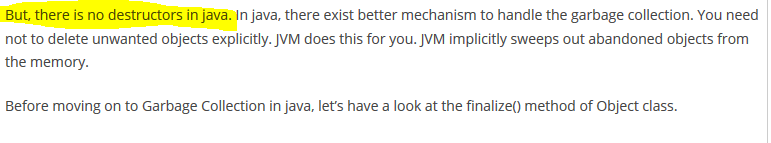 But, there is no destructors in java. In java, there exist better mechanism to handle the garbage collection. You need
not to delete unwanted objects explicitly. JVM does this for you. JVM implicitly sweeps out abandoned objects from
the memory.
Before moving on to Garbage Collection in java, let's have a look at the finalize() method of Object class.